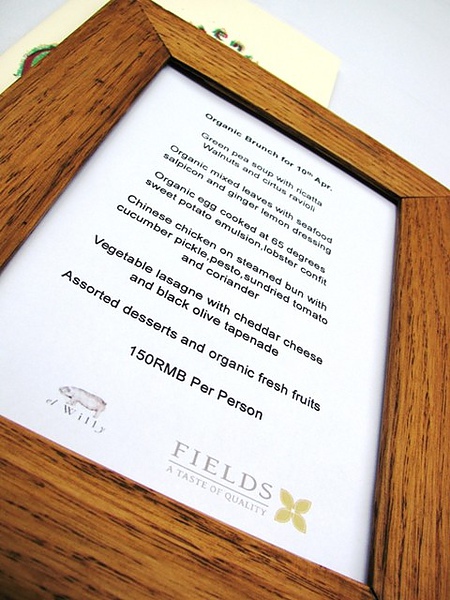 Organic Brunch for 10th Apr.
Green pea soup with ricatta
Walnuts and cirtus ravioli
Organic mixed leaves with seafood
salpicon and ginger lemon dressing
Organic egg cooked at 65 degrees
sweet potato emulsion,lobster confit
Chinese chicken on steamed bun with
cucumber pickle,pesto,sundried tomato
and coriander
Vegetable lasagne with cheddar cheese
and black olive tapenade
Assorted desserts and organic fresh fruits
150RMB Per Person
el Willy
FIELDS
A TASTE OF QUALITY